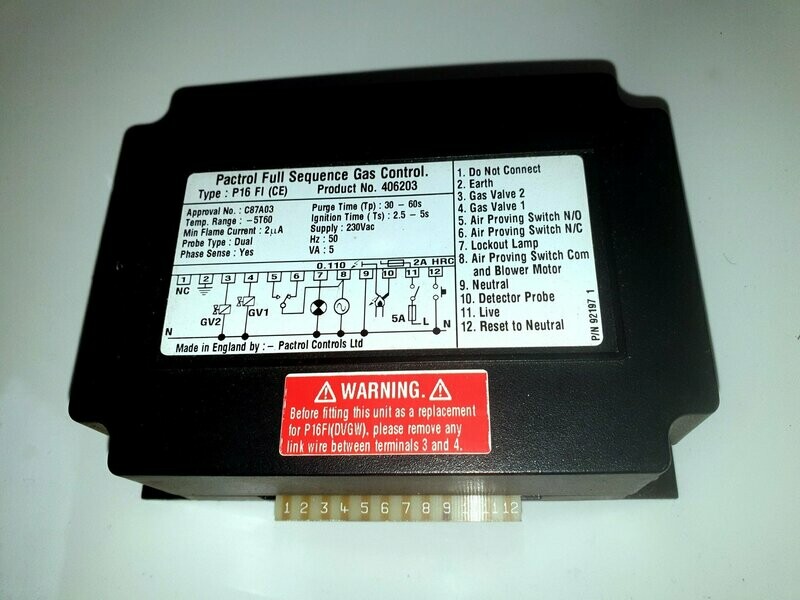 Pactrol Full Sequence Gas Control.
Type : P16 FI (CE) Product No. 406203
Approval No. : C87A03
Temp. Range : -5T60
Min Flame Current : 2µA
Probe Type : Dual
Phase Sense : Yes
Purge Time (Tp) : 30 - 60s
Ignition Time ( Ts) : 2.5 - 5s
Supply : 230Vac
Hz : 50
VA : 5
0.110 2A HRC
1 2 3 4 5 6 7 8 9 10 11 12
NC
GV2 GV1
5A L
N N
Made in England by : - Pactrol Controls Ltd
1. Do Not Connect
2. Earth
3. Gas Valve 2
4. Gas Valve 1
5. Air Proving Switch N/O
6. Air Proving Switch N/C
7. Lockout Lamp
8. Air Proving Switch Com
and Blower Motor
9. Neutral
10. Detector Probe
11. Live
12. Reset to Neutral
P/N 92197 1
WARNING.
Before fitting this unit as a replacement
for P16FI(DVGW), please remove any
link wire between terminals 3 and 4.
1 2 3 4 5 6 7 8 9 10 11 12